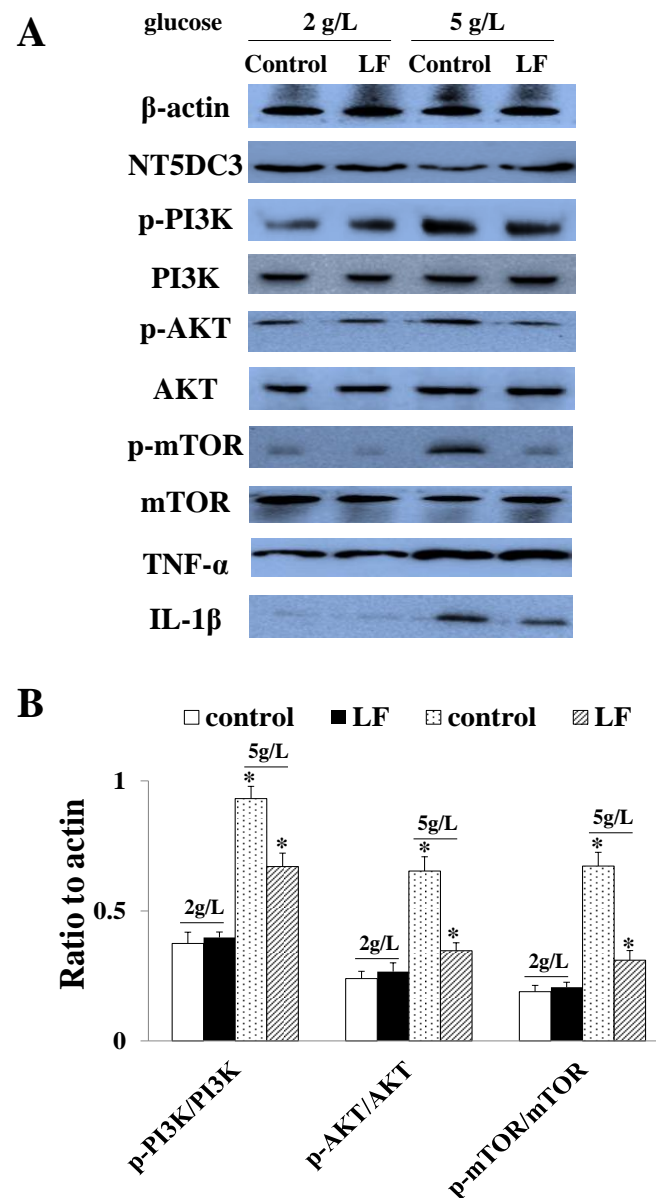 A
glucose 2 g/L 5 g/L
Control LF Control LF
β-actin
NT5DC3
p-PI3K
PI3K
p-AKT
AKT
p-mTOR
mTOR
TNF-α
IL-1β
B
control LF control LF
Ratio to actin
1
0.5
0
2g/L
5g/L
*
*
2g/L
5g/L
*
*
2g/L
5g/L
*
*
p-PI3K/PI3K
p-AKT/AKT
p-mTOR/mTOR